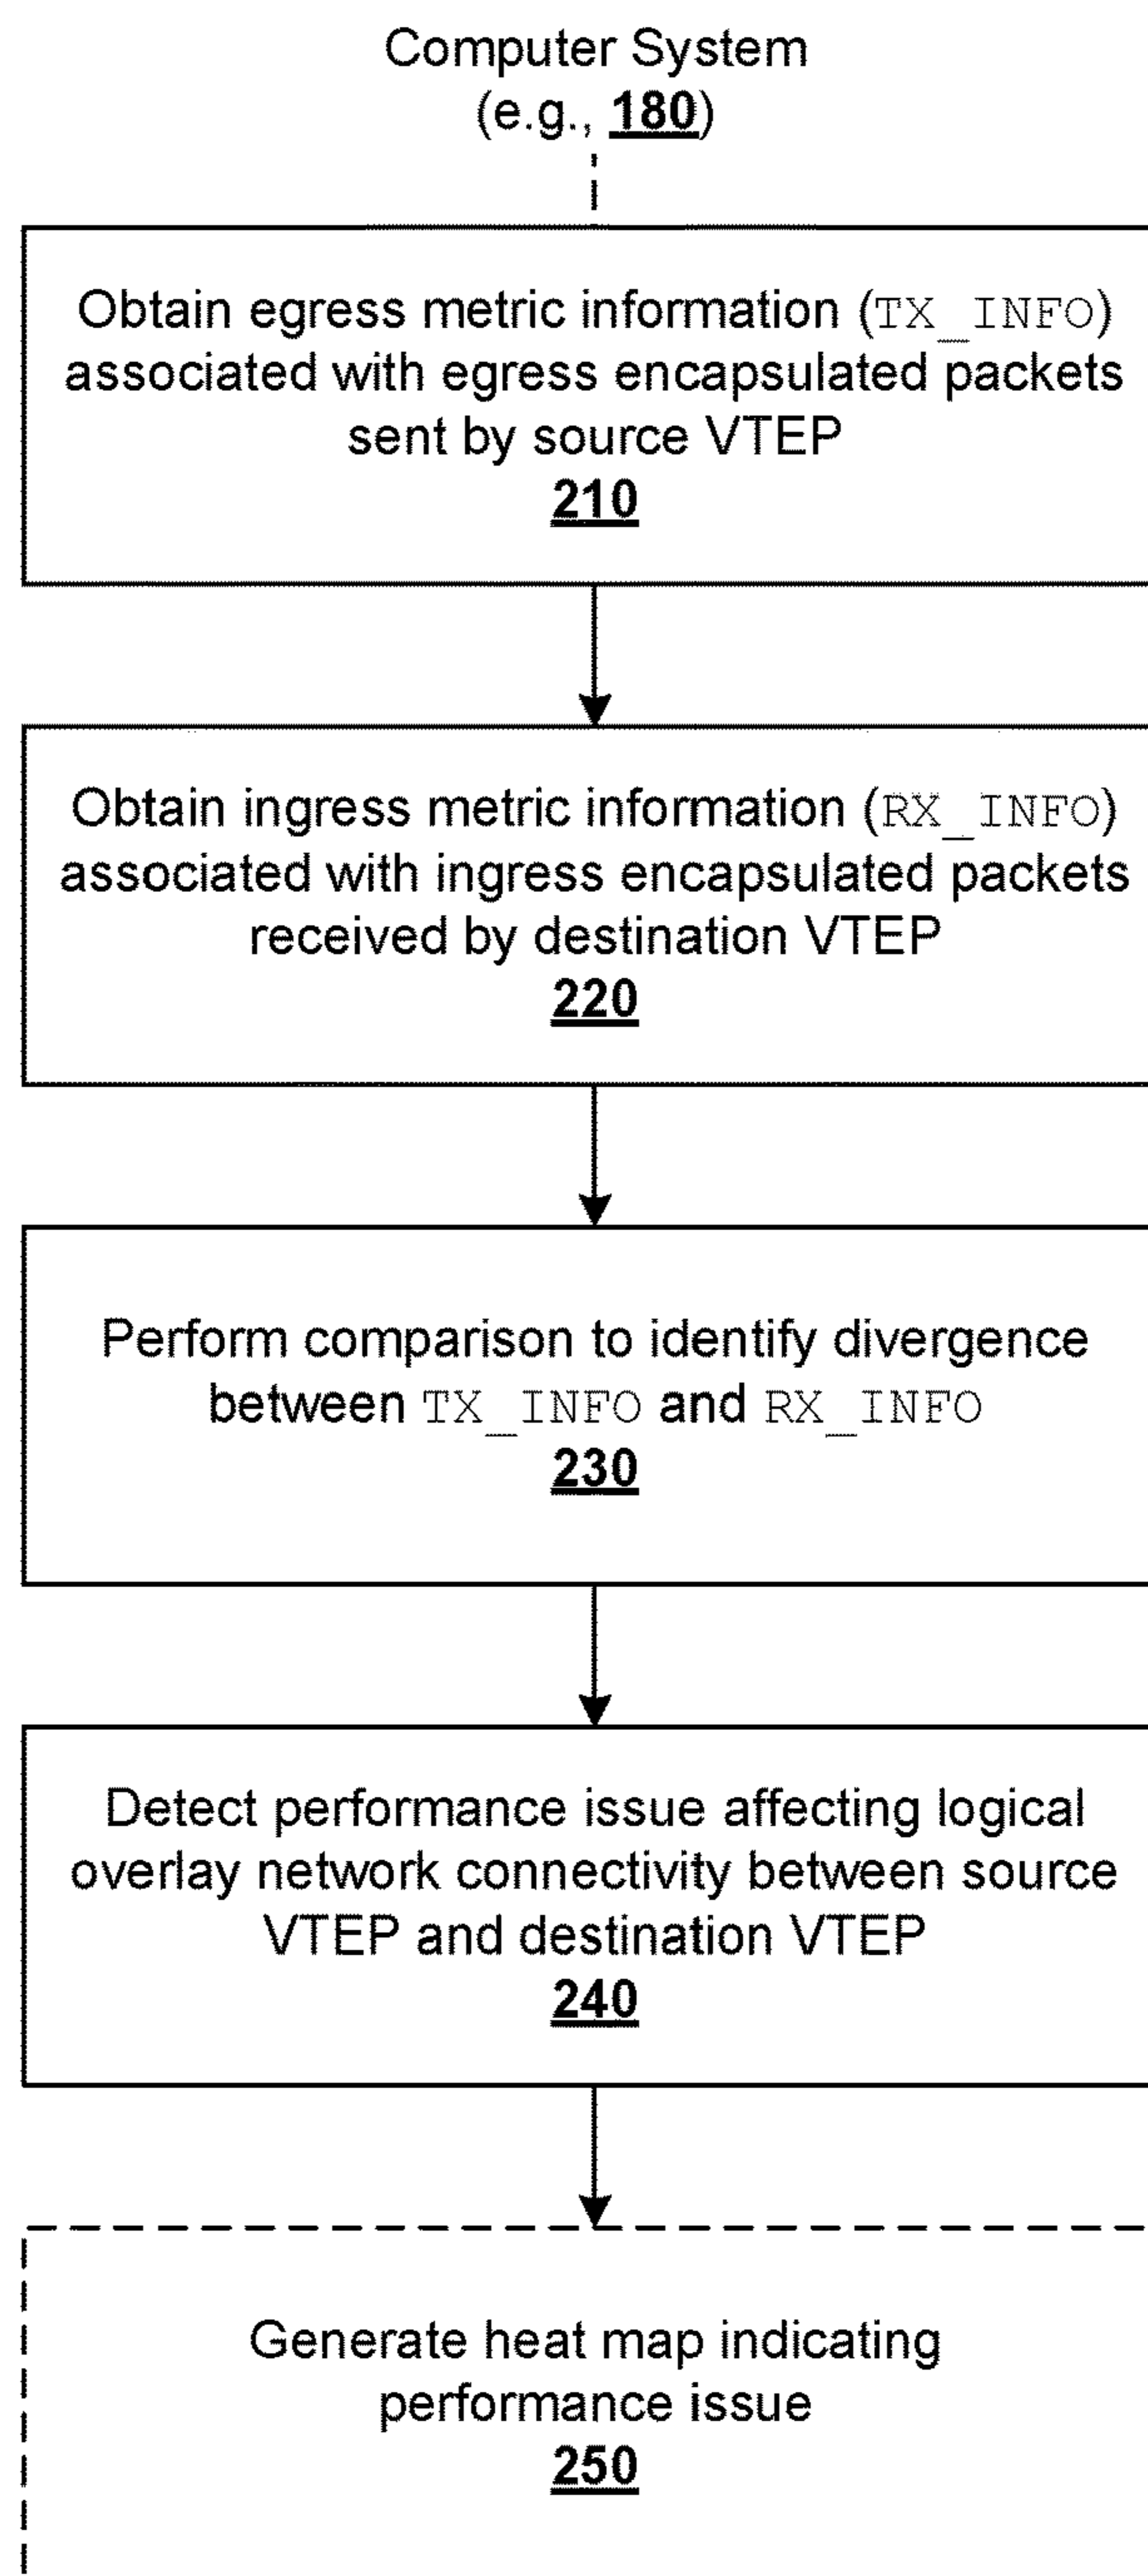 Computer System
(e.g., 180)
Obtain egress metric information (TX_INFO)
associated with egress encapsulated packets
sent by source VTEP
210
Obtain ingress metric information (RX_INFO)
associated with ingress encapsulated packets
received by destination VTEP
220
Perform comparison to identify divergence
between TX_INFO and RX_INFO
230
Detect performance issue affecting logical
overlay network connectivity between source
VTEP and destination VTEP
240
Generate heat map indicating
performance issue
250